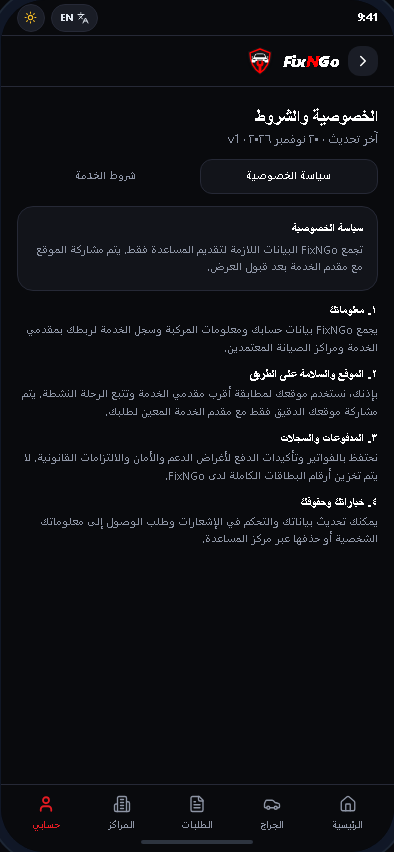 9:41
EN
FixNGo
الخصوصية والشروط
آخر تحديث · ٢٠ نوفمبر ٢٠٢٦ · v1
سياسة الخصوصية
شروط الخدمة
سياسة الخصوصية
تجمع FixNGo البيانات اللازمة لتقديم المساعدة فقط. يتم مشاركة الموقع
مع مقدم الخدمة بعد قبول العرض.
١. معلوماتك
يجمع FixNGo بيانات حسابك ومعلومات المركبة وسجل الخدمة لربطك بمقدمي
الخدمة ومراكز الصيانة المعتمدين.
٢. الموقع والسلامة على الطريق
بإذنك، نستخدم موقعك لمطابقة أقرب مقدمي الخدمة وتتبع الرحلة النشطة. يتم
مشاركة موقعك الدقيق فقط مع مقدم الخدمة المعين لطلبك.
٣. المدفوعات والسجلات
نحتفظ بالفواتير وتأكيدات الدفع لأغراض الدعم والأمان والالتزامات القانونية. لا
يتم تخزين أرقام البطاقات الكاملة لدى FixNGo.
٤. خياراتك وحقوقك
يمكنك تحديث بياناتك والتحكم في الإشعارات وطلب الوصول إلى معلوماتك
الشخصية أو حذفها عبر مركز المساعدة.
الرئيسية
الجراج
الطلبات
المراكز
حسابي